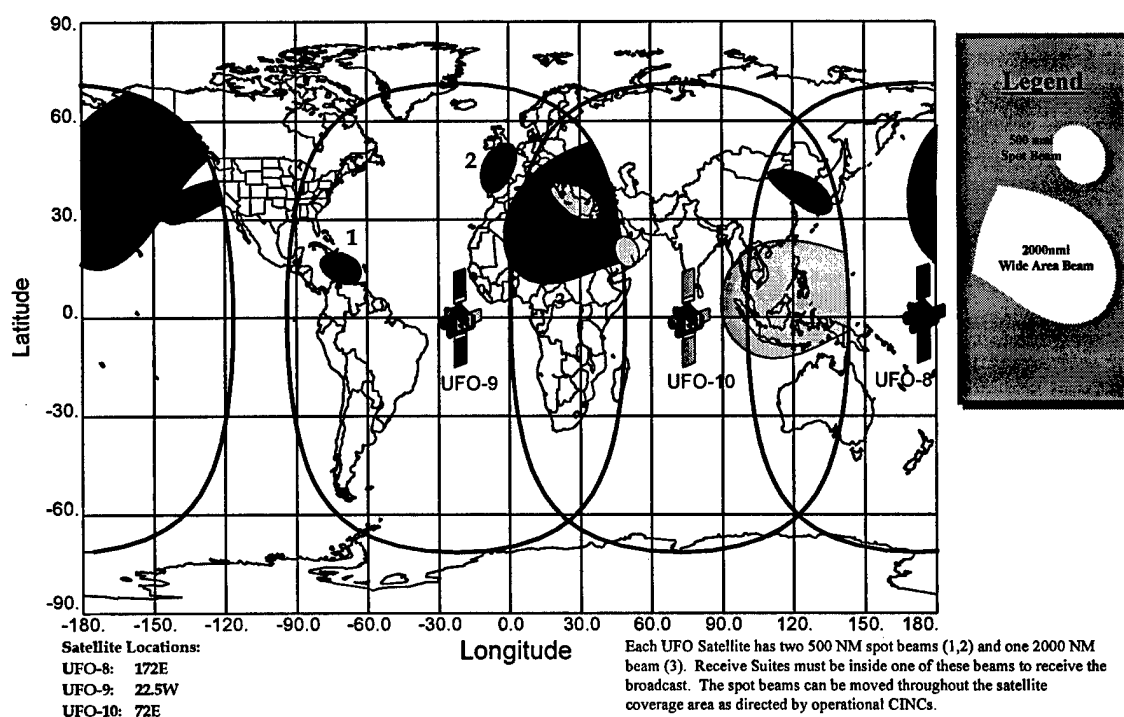 90.
60.
30.
0.
-30.
-60.
-90.
Latitude
-180.
-150.
-120.
-90.0
-60.0
-30.0
0.0
30.0
60.0
90.0
120.
150.
180.
Longitude
1
2
3
UFO-9
UFO-10
UFO-8
Legend
500 nmi
Spot Beam
2000nmi
Wide Area Beam
Satellite Locations:
UFO-8: 172E
UFO-9: 22.5W
UFO-10: 72E
Each UFO Satellite has two 500 NM spot beams (1,2) and one 2000 NM
beam (3). Receive Suites must be inside one of these beams to receive the
broadcast. The spot beams can be moved throughout the satellite
coverage area as directed by operational CINCs.